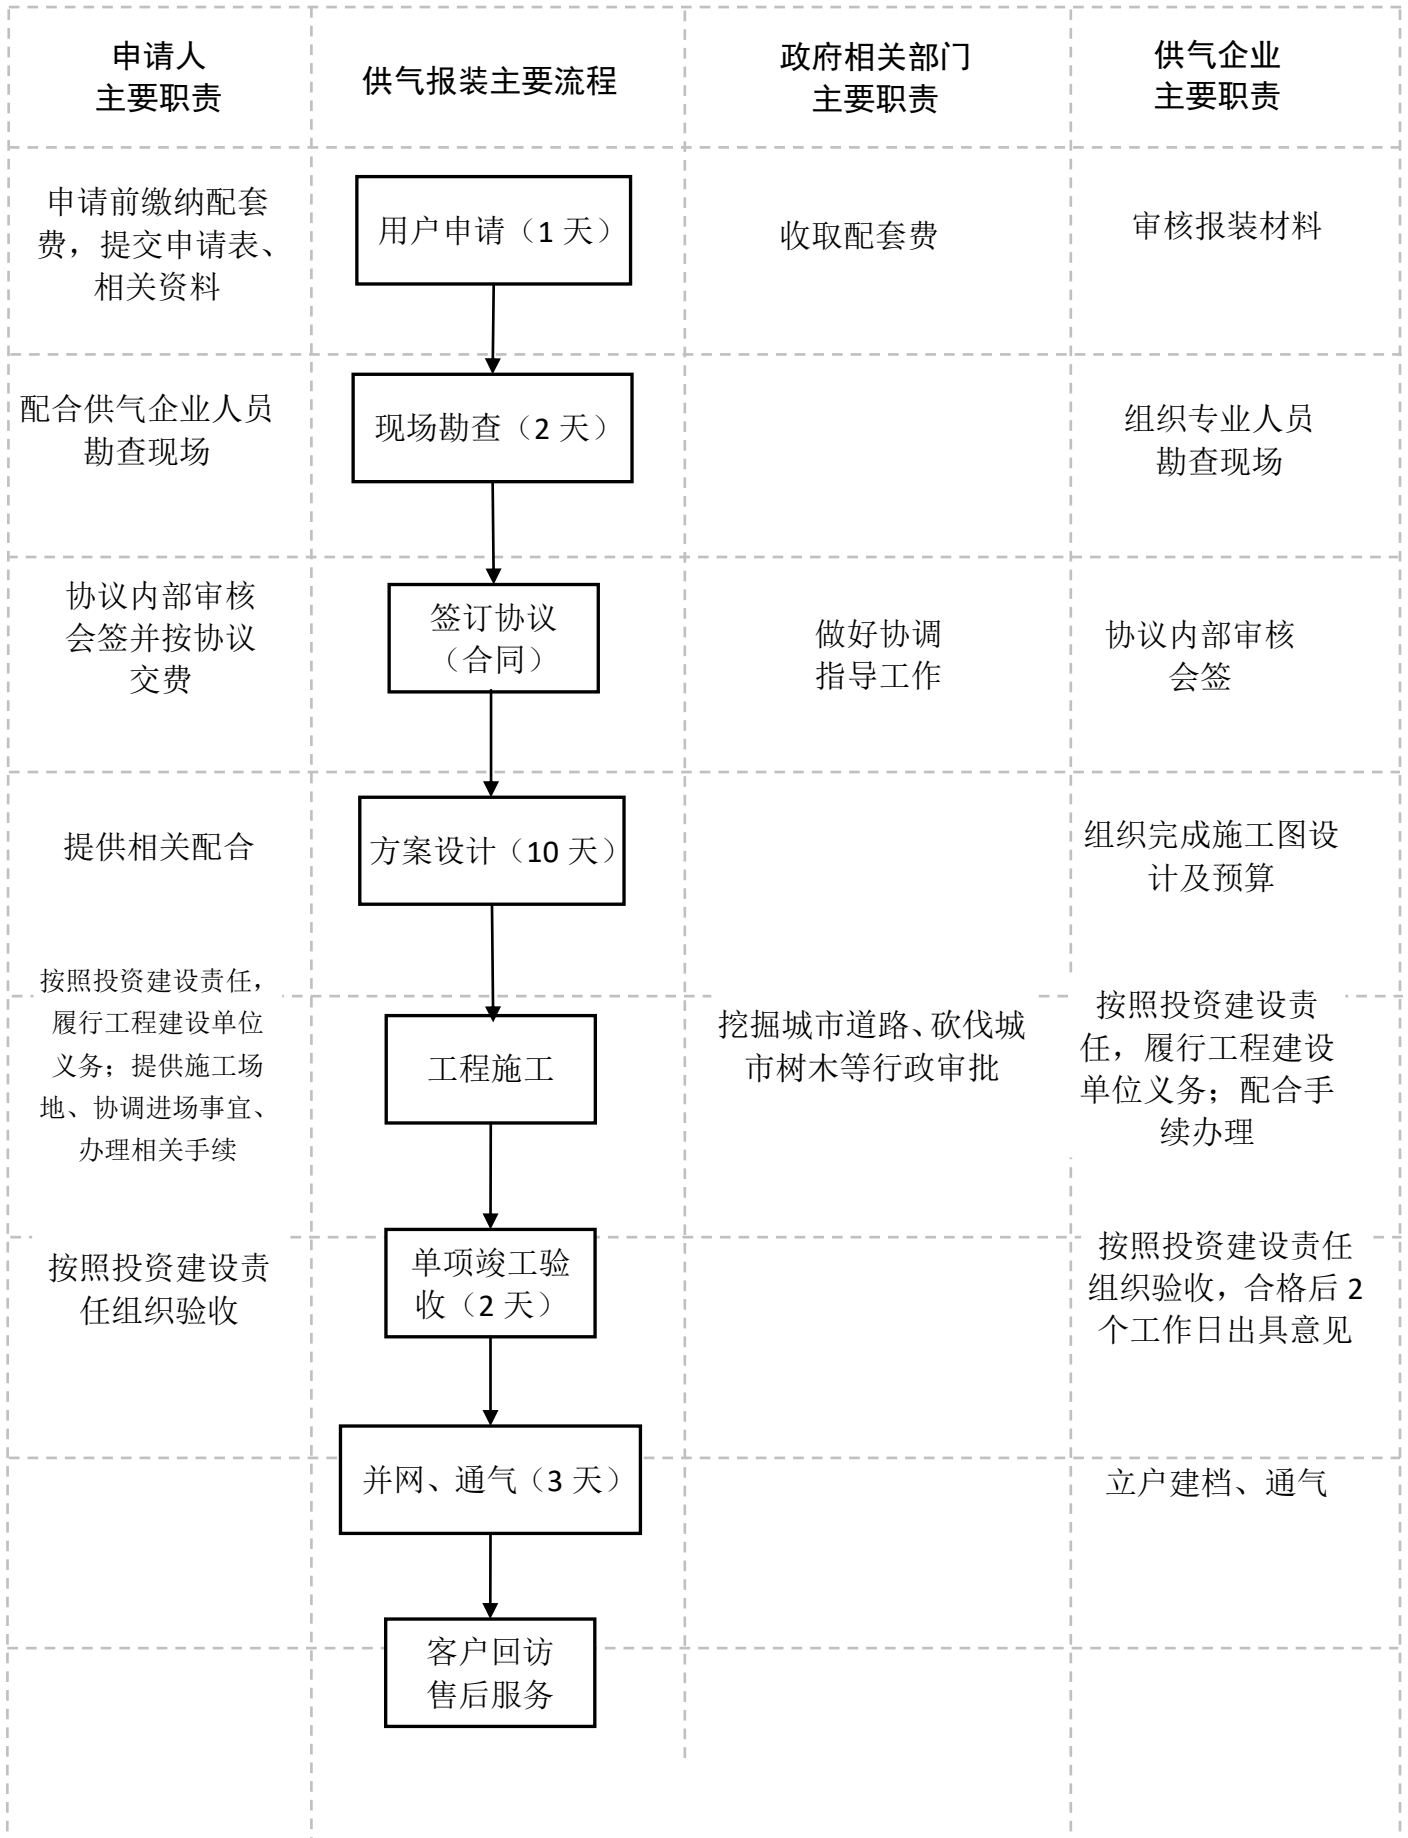 申请人
主要职责
供气报装主要流程
政府相关部门
主要职责
供气企业
主要职责
申请前缴纳配套
费，提交申请表、
相关资料
用户申请（1 天）
收取配套费
审核报装材料
配合供气企业人员
勘查现场
现场勘查（2 天）
组织专业人员
勘查现场
协议内部审核
会签并按协议
交费
签订协议
（合同）
做好协调
指导工作
协议内部审核
会签
提供相关配合
方案设计（10 天）
组织完成施工图设
计及预算
按照投资建设责任，
履行工程建设单位
义务；提供施工场
地、协调进场事宜、
办理相关手续
工程施工
挖掘城市道路、砍伐城
市树木等行政审批
按照投资建设责
任，履行工程建设
单位义务；配合手
续办理
按照投资建设责
任组织验收
单项竣工验
收（2 天）
按照投资建设责任
组织验收，合格后 2
个工作日出具意见
并网、通气（3 天）
立户建档、通气
客户回访
售后服务